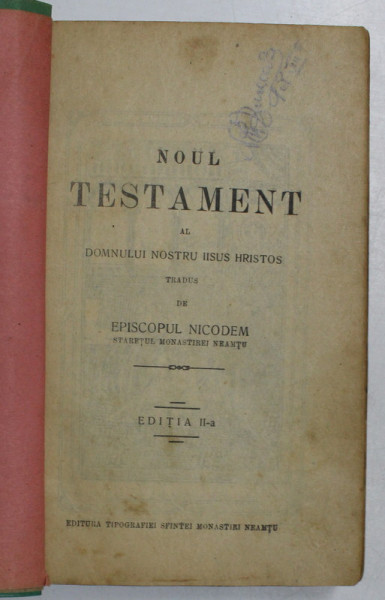 NOUL
TESTAMENT
AL
DOMNULUI NOSTRU IISUS HRISTOS
TRADUS
DE
EPISCOPUL NICODEM
STAREȚUL MONASTIREI NEAMȚU
EDIȚIA II-a
EDITURA TIPOGRAFIEI SFINTEI MONASTIRI NEAMȚU